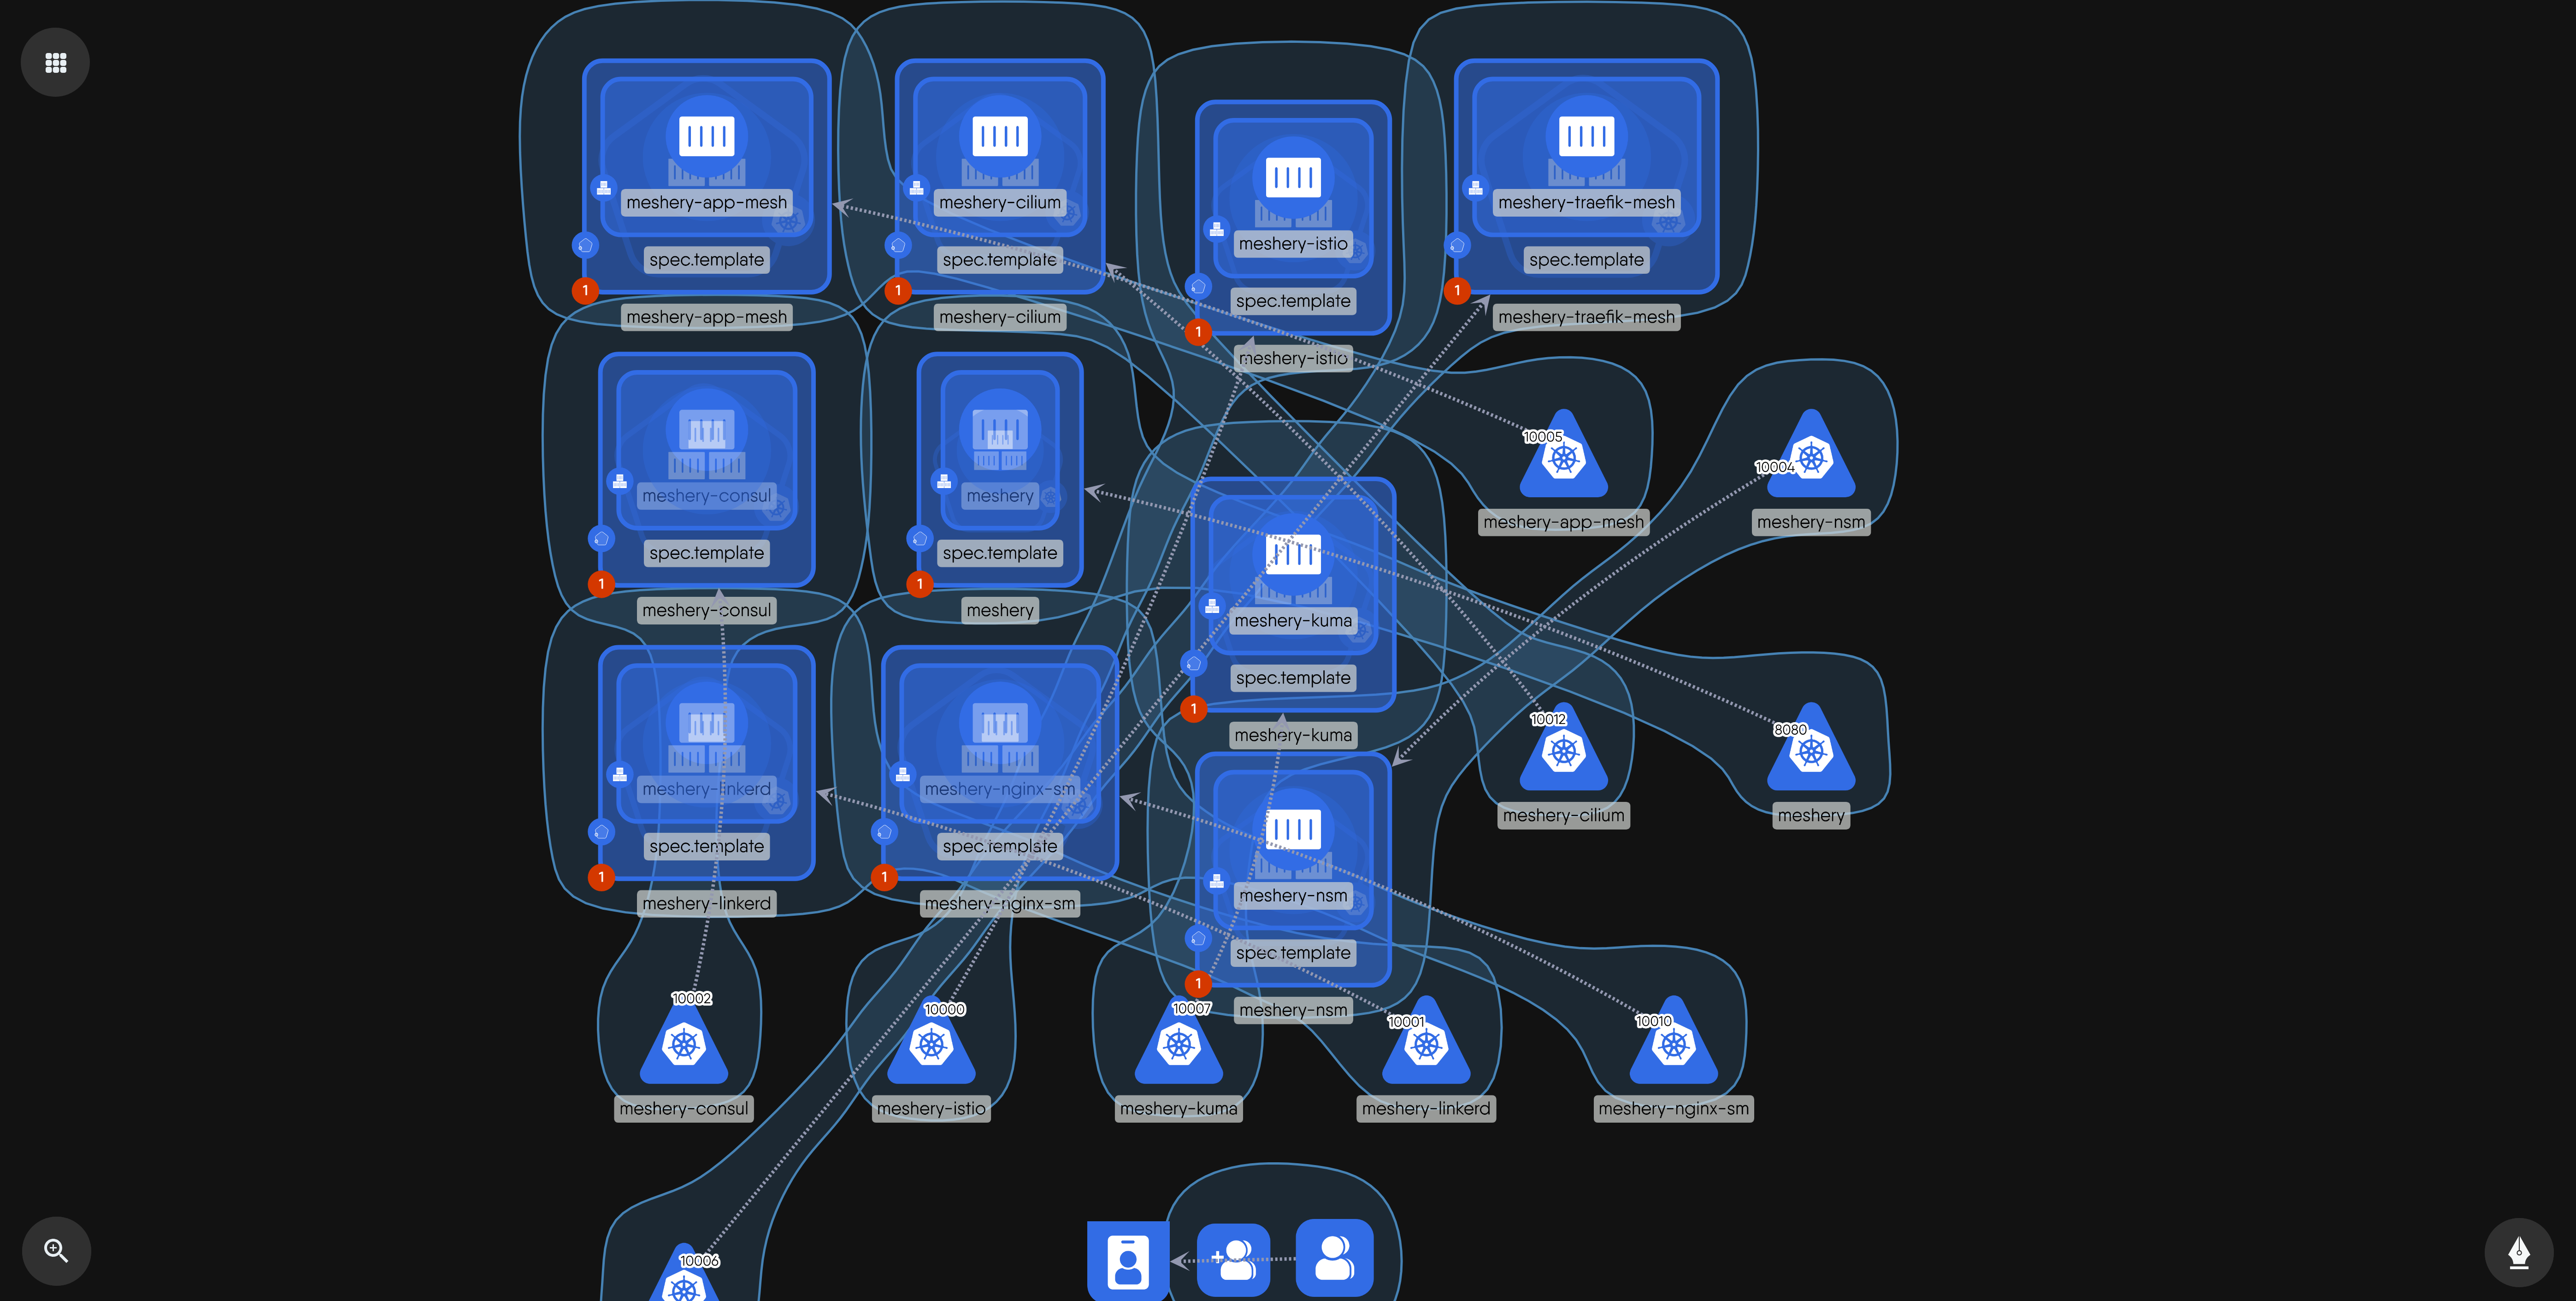 meshery-app-mesh
spec.template
1
meshery-app-mesh
meshery-cilium
spec.template
1
meshery-cilium
meshery-istio
spec.template
1
meshery-istio
meshery-traefik-mesh
spec.template
1
meshery-traefik-mesh
meshery-consul
spec.template
1
meshery-consul
meshery
spec.template
1
meshery
meshery-kuma
spec.template
1
meshery-kuma
10005
meshery-app-mesh
10004
meshery-nsm
meshery-linkerd
spec.template
1
meshery-linkerd
meshery-nginx-sm
spec.template
1
meshery-nginx-sm
meshery-nsm
spec.template
1
meshery-nsm
10012
meshery-cilium
8080
meshery
10002
meshery-consul
10000
meshery-istio
10007
meshery-kuma
10001
meshery-linkerd
10010
meshery-nginx-sm
10006